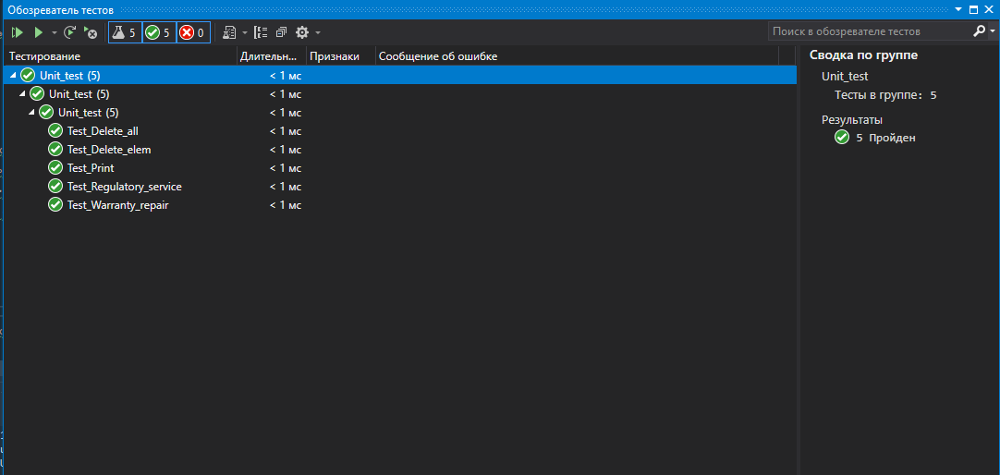 Обозреватель тестов
5 5 0
Поиск в обозревателе тестов
Тестирование Длительн... Признаки Сообщение об ошибке
Unit_test (5) < 1 мс
Unit_test (5) < 1 мс
Unit_test (5) < 1 мс
Test_Delete_all < 1 мс
Test_Delete_elem < 1 мс
Test_Print < 1 мс
Test_Regulatory_service < 1 мс
Test_Warranty_repair < 1 мс
Сводка по группе
Unit_test
Тесты в группе: 5
Результаты
5 Пройден